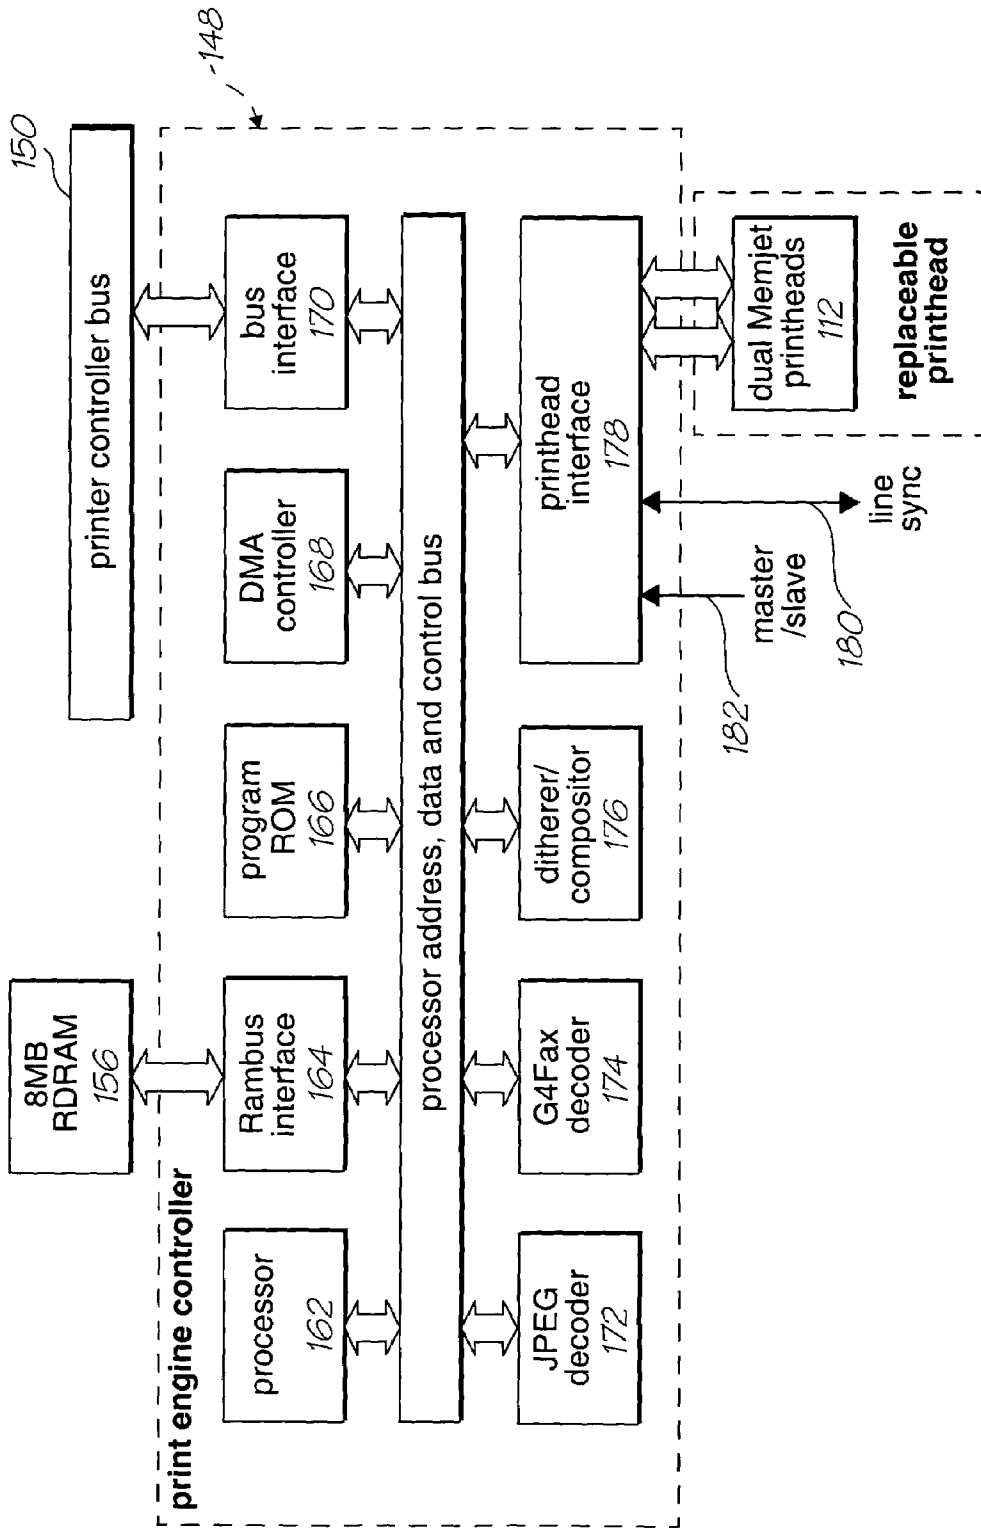 8MB
RDRAM
156
printer controller bus
150
148
print engine controller
processor
162
Rambus
interface
164
program
ROM
166
DMA
controller
168
bus
interface
170
processor address, data and control bus
JPEG
decoder
172
G4Fax
decoder
174
ditherer/
compositor
176
printhead
interface
178
182
master
/slave
180
line
sync
dual Memjet
printheads
112
replaceable
printhead